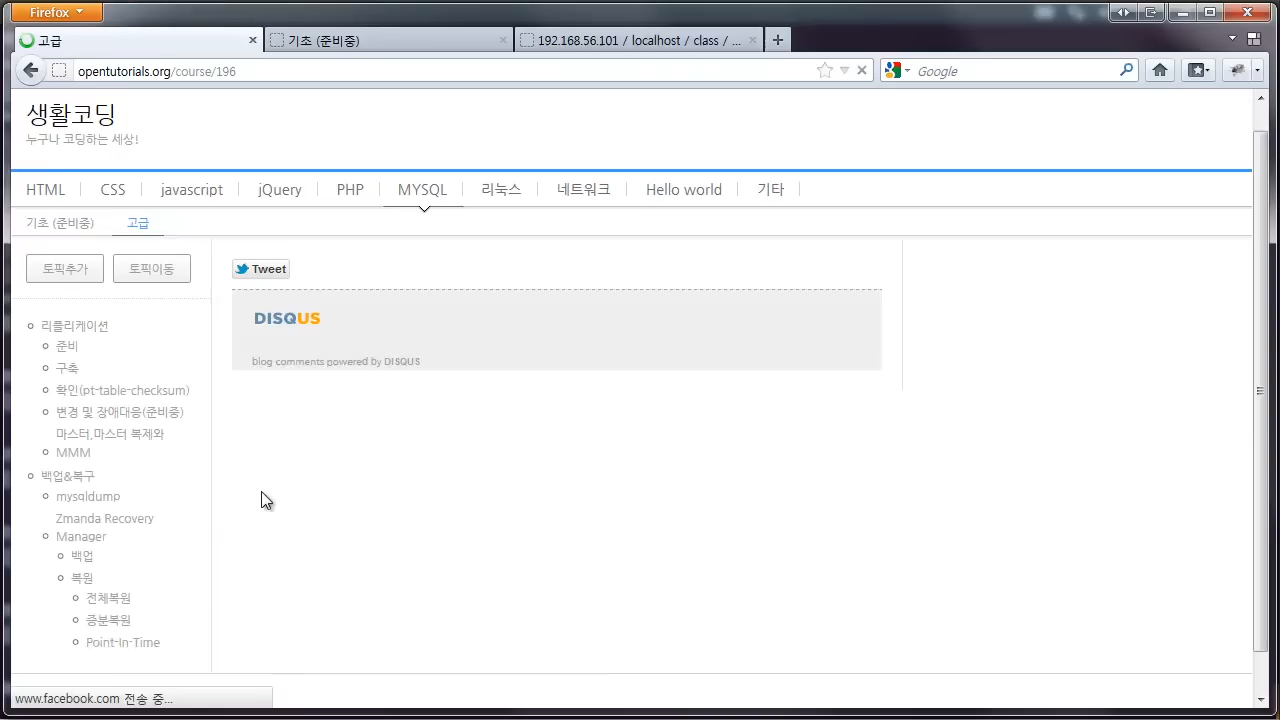 Firefox
고급
기초 (준비중)
192.168.56.101 / localhost / class / ...
opentutorials.org/course/196
Google
생활코딩
누구나 코딩하는 세상!
HTML
CSS
javascript
jQuery
PHP
MYSQL
리눅스
네트워크
Hello world
기타
기초 (준비중)
고급
토픽추가
토픽이동
Tweet
DISQUS
blog comments powered by DISQUS
리플리케이션
준비
구축
확인(pt-table-checksum)
변경 및 장애대응(준비중)
마스터,마스터 복제와
MMM
백업&복구
mysqldump
Zmanda Recovery
Manager
백업
복원
전체복원
증분복원
Point-In-Time
www.facebook.com 전송 중...